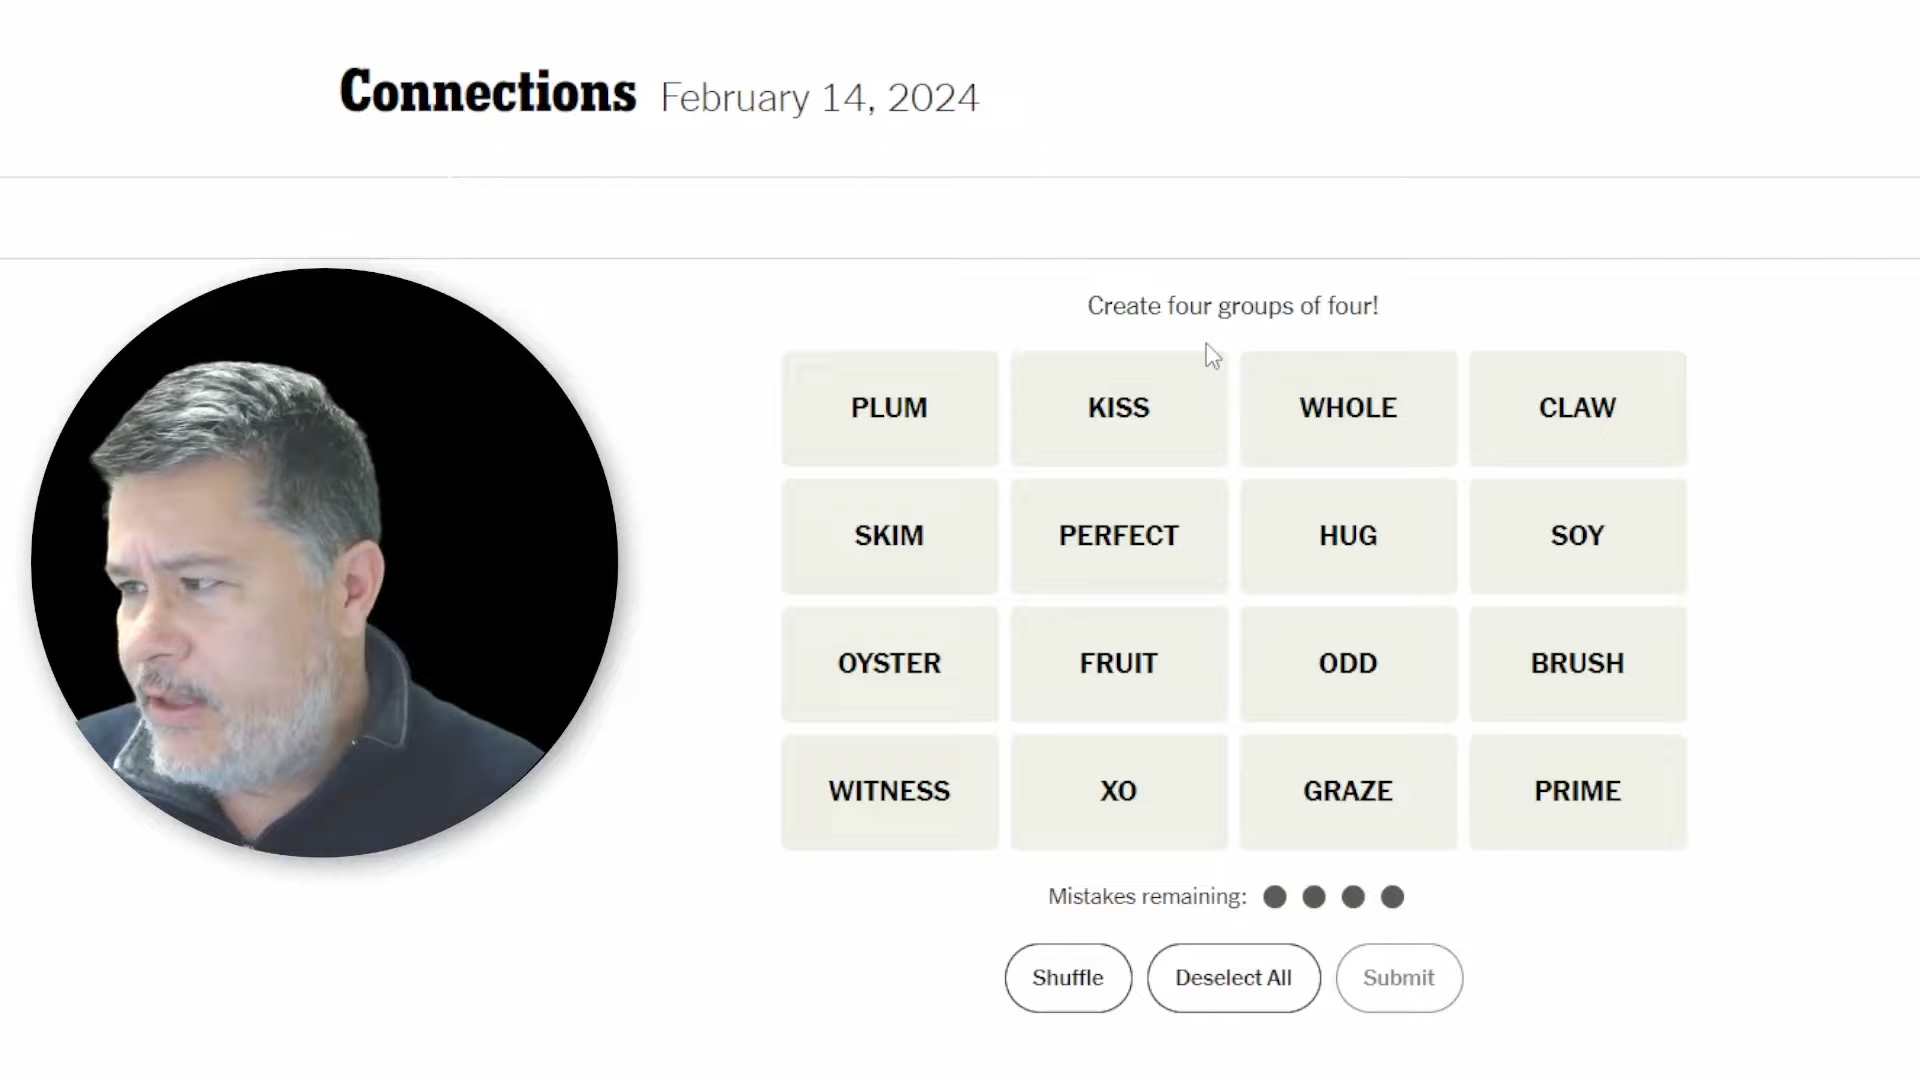 Connections February 14, 2024
Create four groups of four!
PLUM KISS WHOLE CLAW
SKIM PERFECT HUG SOY
OYSTER FRUIT ODD BRUSH
WITNESS XO GRAZE PRIME
Mistakes remaining:
Shuffle Deselect All Submit